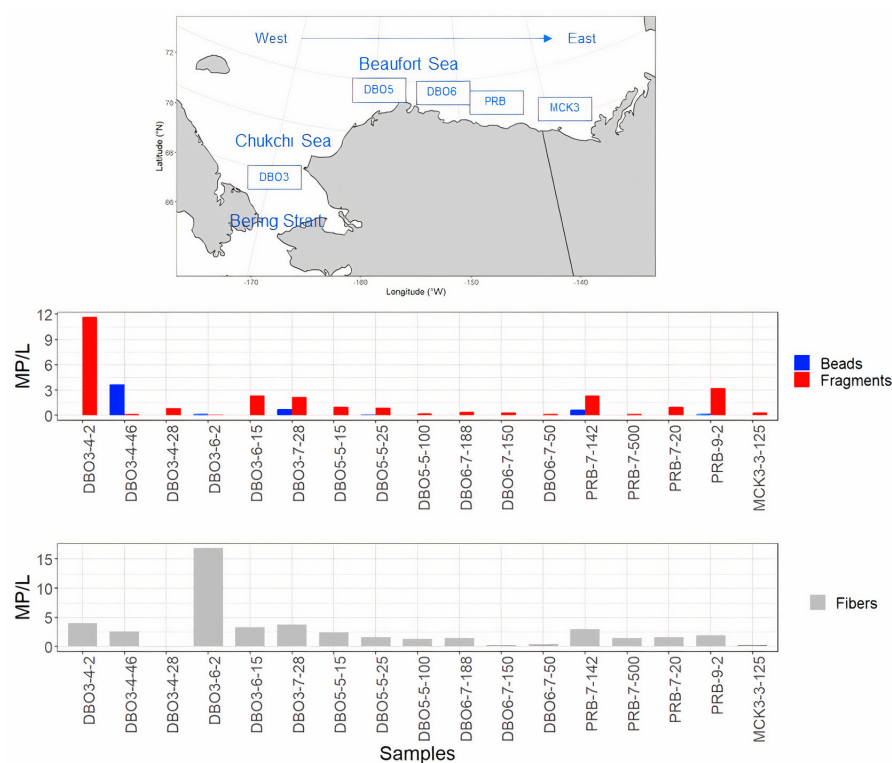 West East
Beaufort Sea
DBO5 DBO6 PRB MCK3
Chukchi Sea
DBO3
Bering Strait
Latitude (°N)
72
70
68
66
-170 -160 -150 -140
Longitude (°W)
MP/L
12
9
6
3
0
Beads
Fragments
DBO3-4-2
DBO3-4-46
DBO3-4-28
DBO3-6-2
DBO3-6-15
DBO3-7-28
DBO5-5-15
DBO5-5-25
DBO5-5-100
DBO6-7-188
DBO6-7-150
DBO6-7-50
PRB-7-142
PRB-7-500
PRB-7-20
PRB-9-2
MCK3-3-125
MP/L
15
10
5
0
Fibers
DBO3-4-2
DBO3-4-46
DBO3-4-28
DBO3-6-2
DBO3-6-15
DBO3-7-28
DBO5-5-15
DBO5-5-25
DBO5-5-100
DBO6-7-188
DBO6-7-150
DBO6-7-50
PRB-7-142
PRB-7-500
PRB-7-20
PRB-9-2
MCK3-3-125
Samples